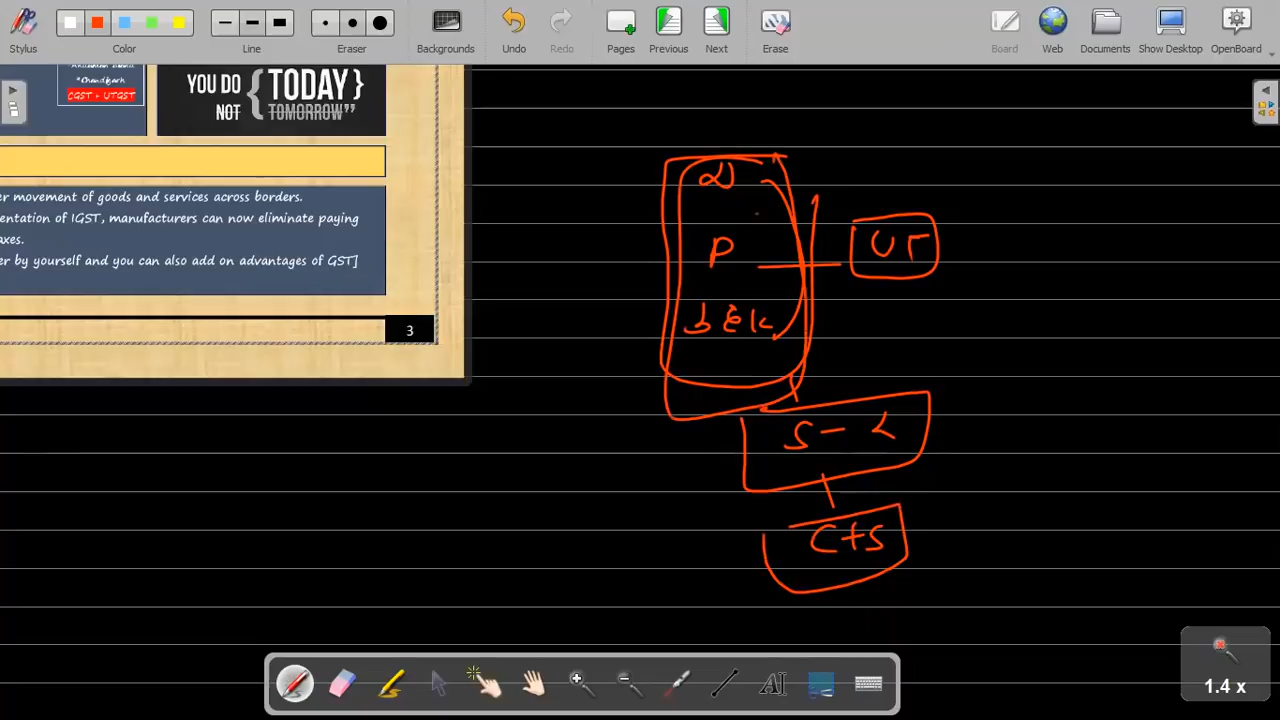 Stylus
Color
Line
Eraser
Backgrounds
Undo
Redo
Pages
Previous
Next
Erase
Board
Web
Documents
Show Desktop
OpenBoard
*Chandigarh
CGST + UTGST
YOU DO
NOT
{TODAY}
TOMORROW”
er movement of goods and services across borders.
entation of IGST, manufacturers can now eliminate paying
axes.
er by yourself and you can also add on advantages of GST]
3
D
P
J & K
UT
S - L
C+S
1.4 x